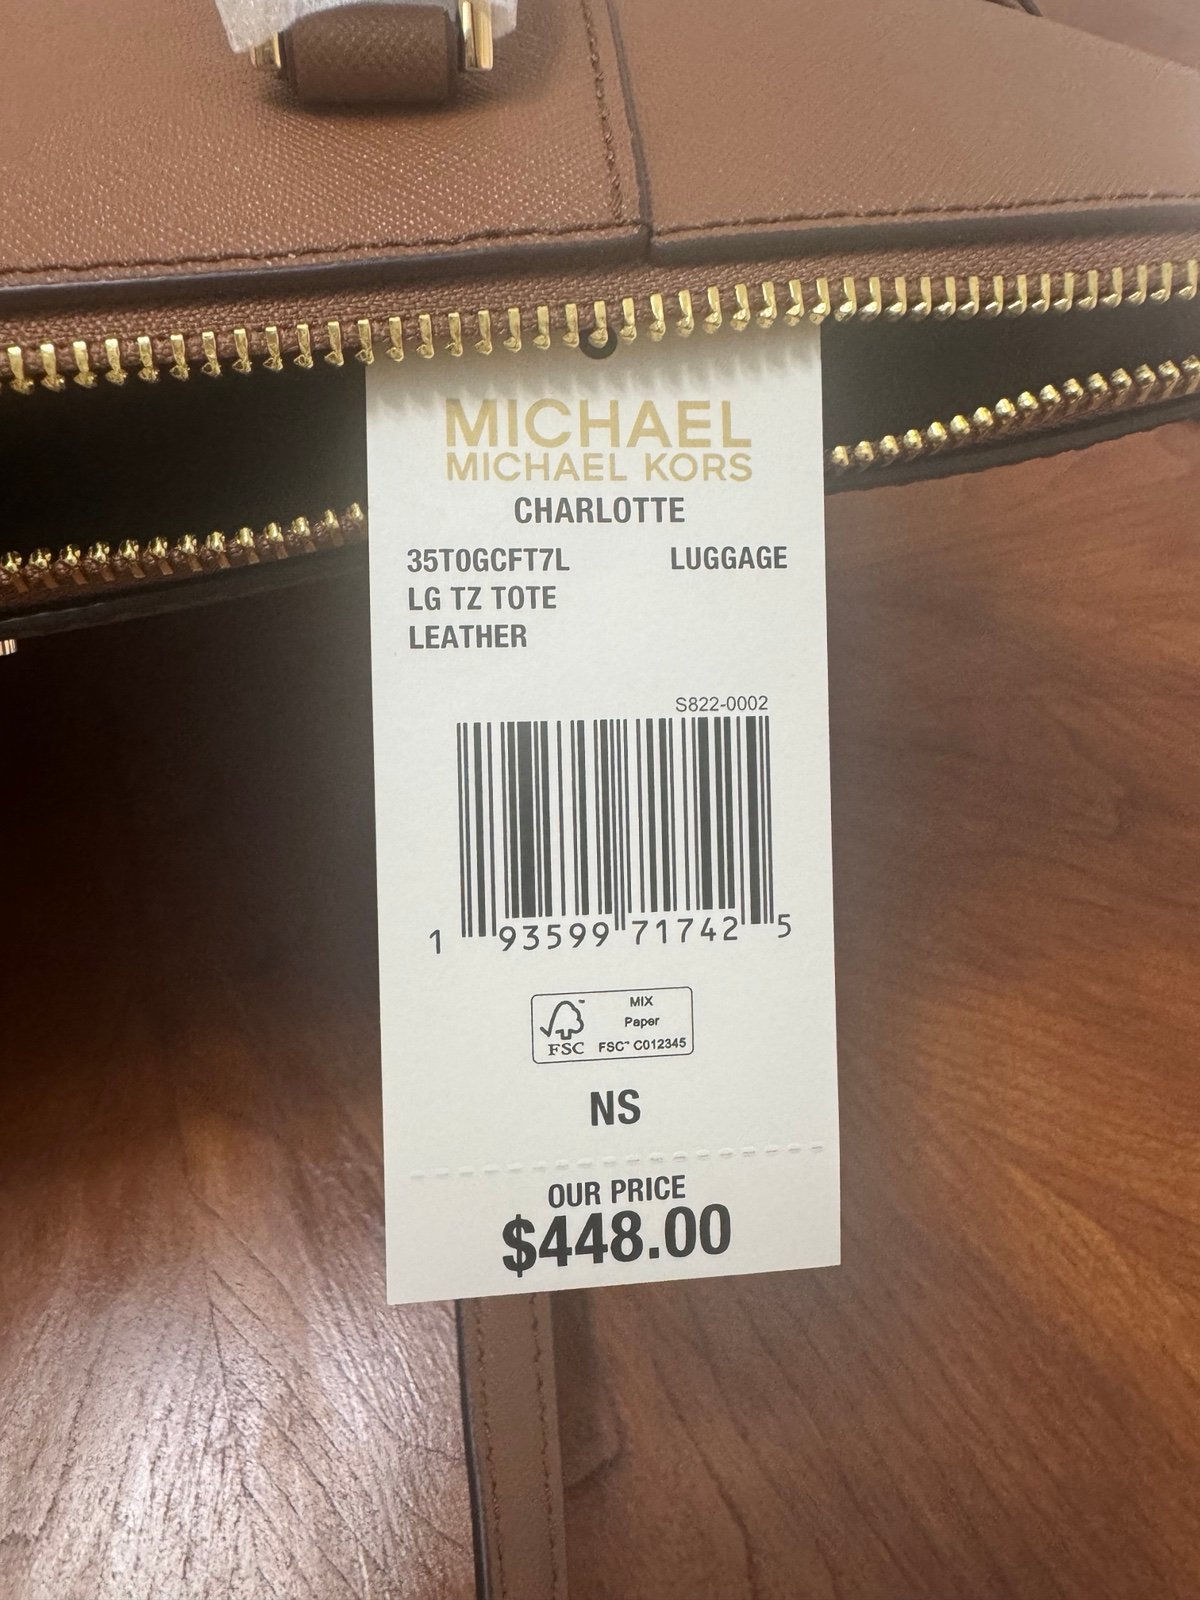 MICHAEL
MICHAEL KORS
CHARLOTTE
35T0GCFT7L LUGGAGE
LG TZ TOTE
LEATHER
S822-0002
1 93599 71742 5
MIX
Paper
FSC FSC™ C012345
NS
OUR PRICE
$448.00